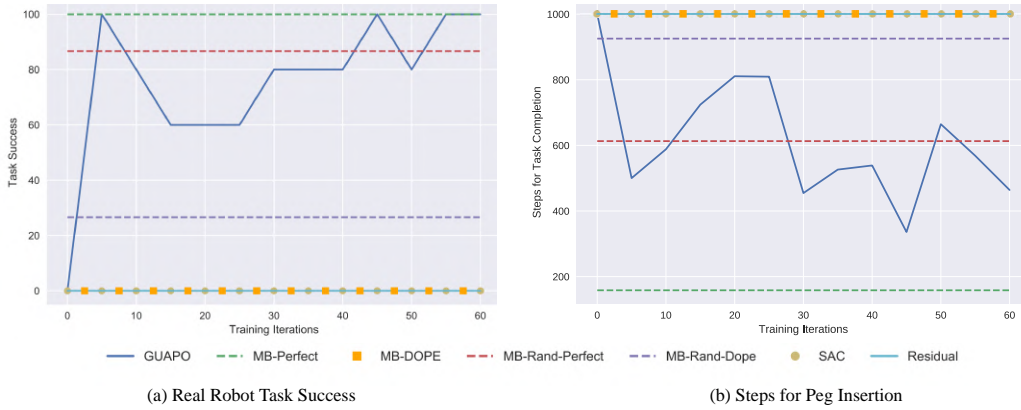 100
80
60
40
20
0
Task Success
0 10 20 30 40 50 60
Training Iterations
1000
800
600
400
200
Steps for Task Completion
0 10 20 30 40 50 60
Training Iterations
GUAPO MB-Perfect MB-DOPE MB-Rand-Perfect MB-Rand-Dope SAC Residual
(a) Real Robot Task Success
(b) Steps for Peg Insertion